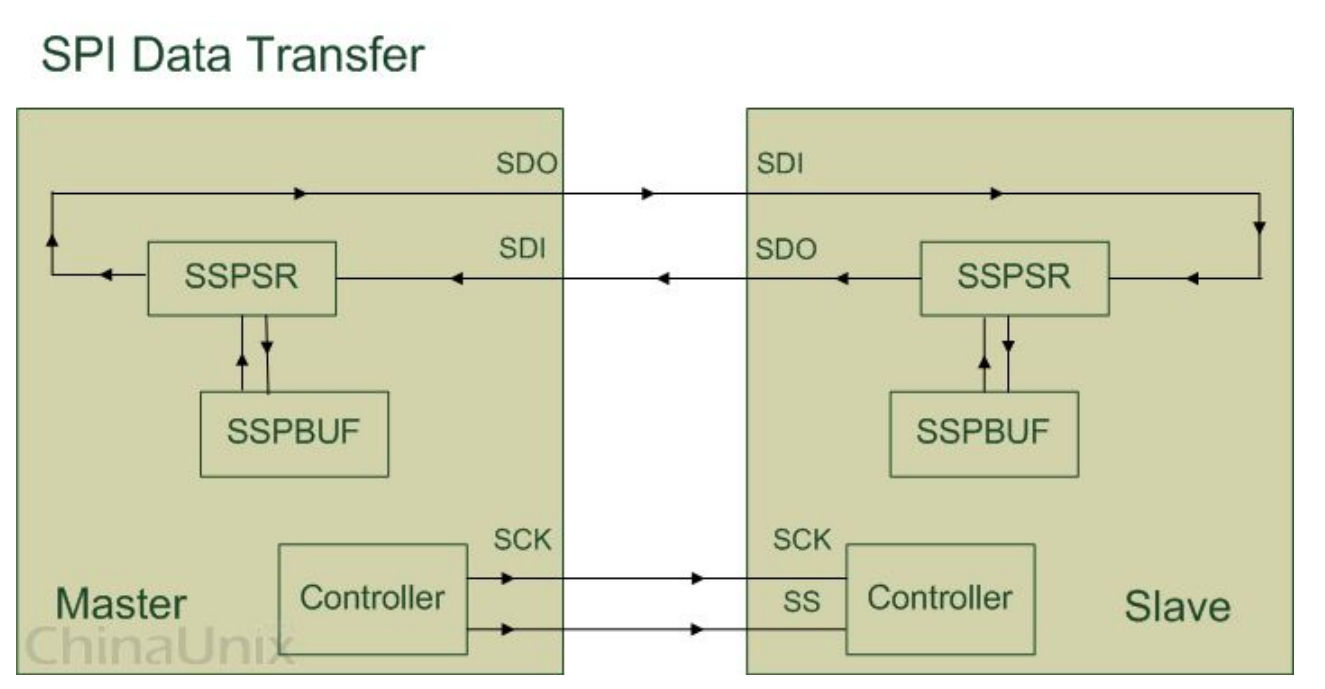 SPI Data Transfer
SDO SDI
SDI SDO
SSPSR SSPSR
SSPBUF SSPBUF
SCK SCK
Controller SS Controller
Master Slave
ChinaUnix